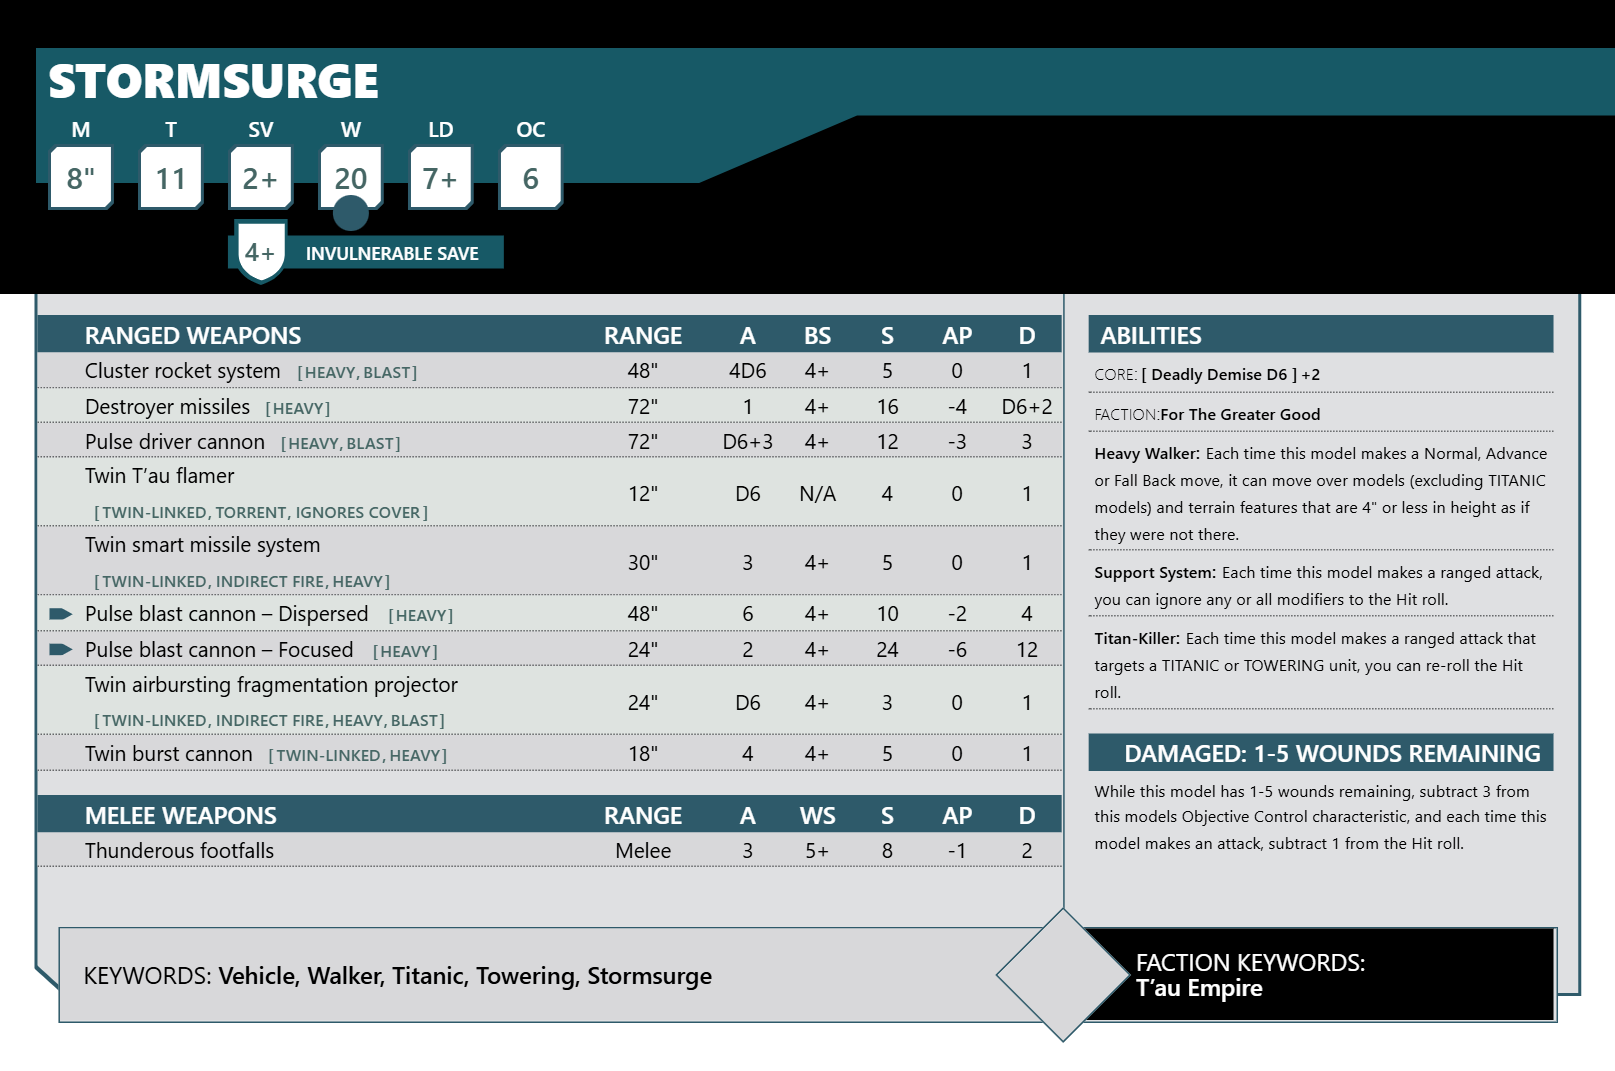 STORMSURGE
M T SV W LD OC
8" 11 2+ 20 7+ 6
4+ INVULNERABLE SAVE
RANGED WEAPONS RANGE A BS S AP D
Cluster rocket system [HEAVY, BLAST] 48" 4D6 4+ 5 0 1
Destroyer missiles [HEAVY] 72" 1 4+ 16 -4 D6+2
Pulse driver cannon [HEAVY, BLAST] 72" D6+3 4+ 12 -3 3
Twin T’au flamer
12" D6 N/A 4 0 1
[TWIN-LINKED, TORRENT, IGNORES COVER]
Twin smart missile system
30" 3 4+ 5 0 1
[TWIN-LINKED, INDIRECT FIRE, HEAVY]
Pulse blast cannon – Dispersed [HEAVY] 48" 6 4+ 10 -2 4
Pulse blast cannon – Focused [HEAVY] 24" 2 4+ 24 -6 12
Twin airbursting fragmentation projector
24" D6 4+ 3 0 1
[TWIN-LINKED, INDIRECT FIRE, HEAVY, BLAST]
Twin burst cannon [TWIN-LINKED, HEAVY] 18" 4 4+ 5 0 1
MELEE WEAPONS RANGE A WS S AP D
Thunderous footfalls Melee 3 5+ 8 -1 2
ABILITIES
CORE: [ Deadly Demise D6 ] +2
FACTION:For The Greater Good
Heavy Walker: Each time this model makes a Normal, Advance
or Fall Back move, it can move over models (excluding TITANIC
models) and terrain features that are 4" or less in height as if
they were not there.
Support System: Each time this model makes a ranged attack,
you can ignore any or all modifiers to the Hit roll.
Titan-Killer: Each time this model makes a ranged attack that
targets a TITANIC or TOWERING unit, you can re-roll the Hit
roll.
DAMAGED: 1-5 WOUNDS REMAINING
While this model has 1-5 wounds remaining, subtract 3 from
this models Objective Control characteristic, and each time this
model makes an attack, subtract 1 from the Hit roll.
KEYWORDS: Vehicle, Walker, Titanic, Towering, Stormsurge
FACTION KEYWORDS:
T’au Empire